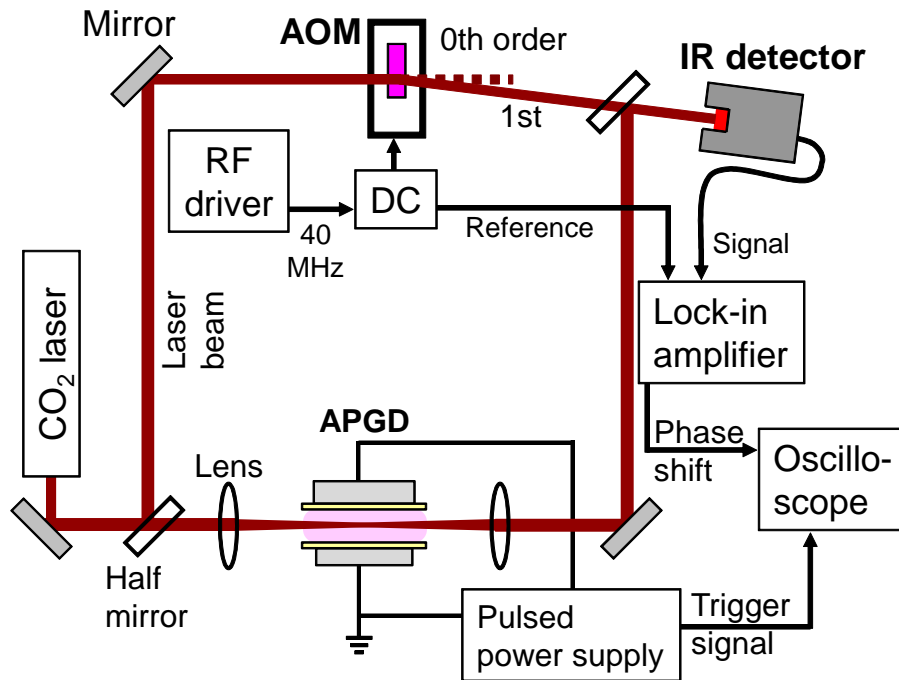 Mirror
AOM
0th order
IR detector
1st
RF
driver
DC
40
MHz
Reference
Signal
Laser
beam
CO₂ laser
Lock-in
amplifier
APGD
Phase
shift
Lens
Oscillo-
scope
Half
mirror
Pulsed
power supply
Trigger
signal